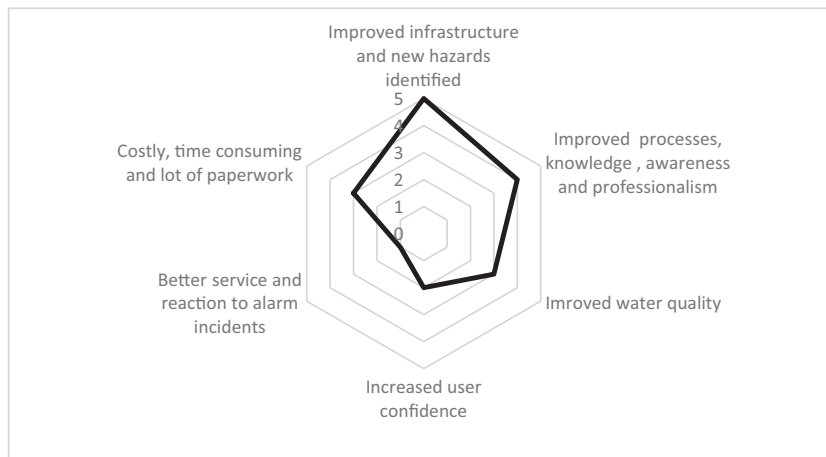 Improved infrastructure
and new hazards
identified
5
4
3
2
1
0
Improved processes,
knowledge , awareness
and professionalism
Imroved water quality
Increased user
confidence
Better service and
reaction to alarm
incidents
Costly, time consuming
and lot of paperwork